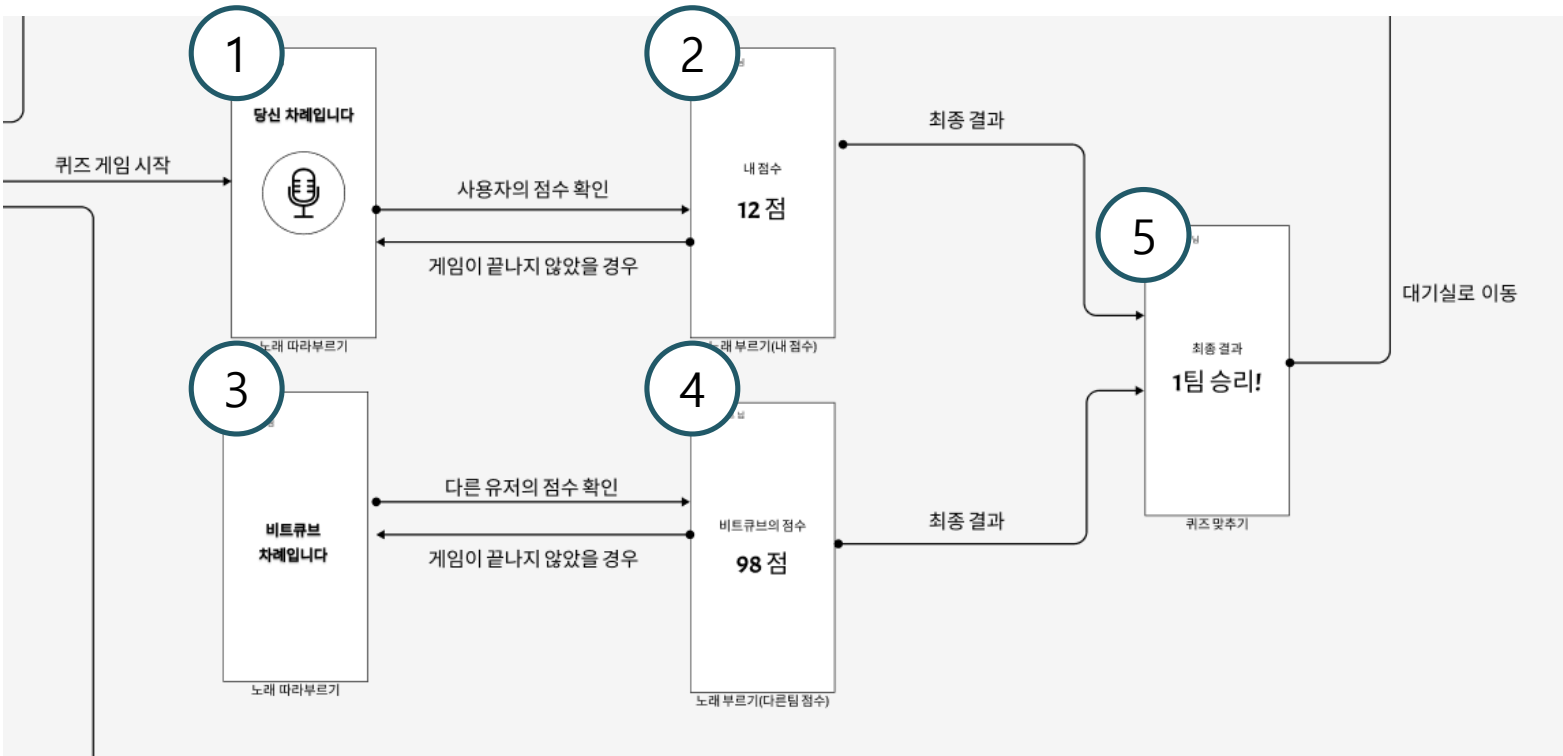 1
당신 차례입니다
퀴즈 게임 시작
사용자의 점수 확인
게임이 끝나지 않았을 경우
노래 따라부르기
2
님
내 점수
12 점
노래 부르기(내 점수)
최종 결과
3
비트큐브
차례입니다
노래 따라부르기
다른 유저의 점수 확인
게임이 끝나지 않았을 경우
4
님
비트큐브의 점수
98 점
노래 부르기(다른팀 점수)
최종 결과
5
님
최종 결과
1팀 승리!
퀴즈 맞추기
대기실로 이동